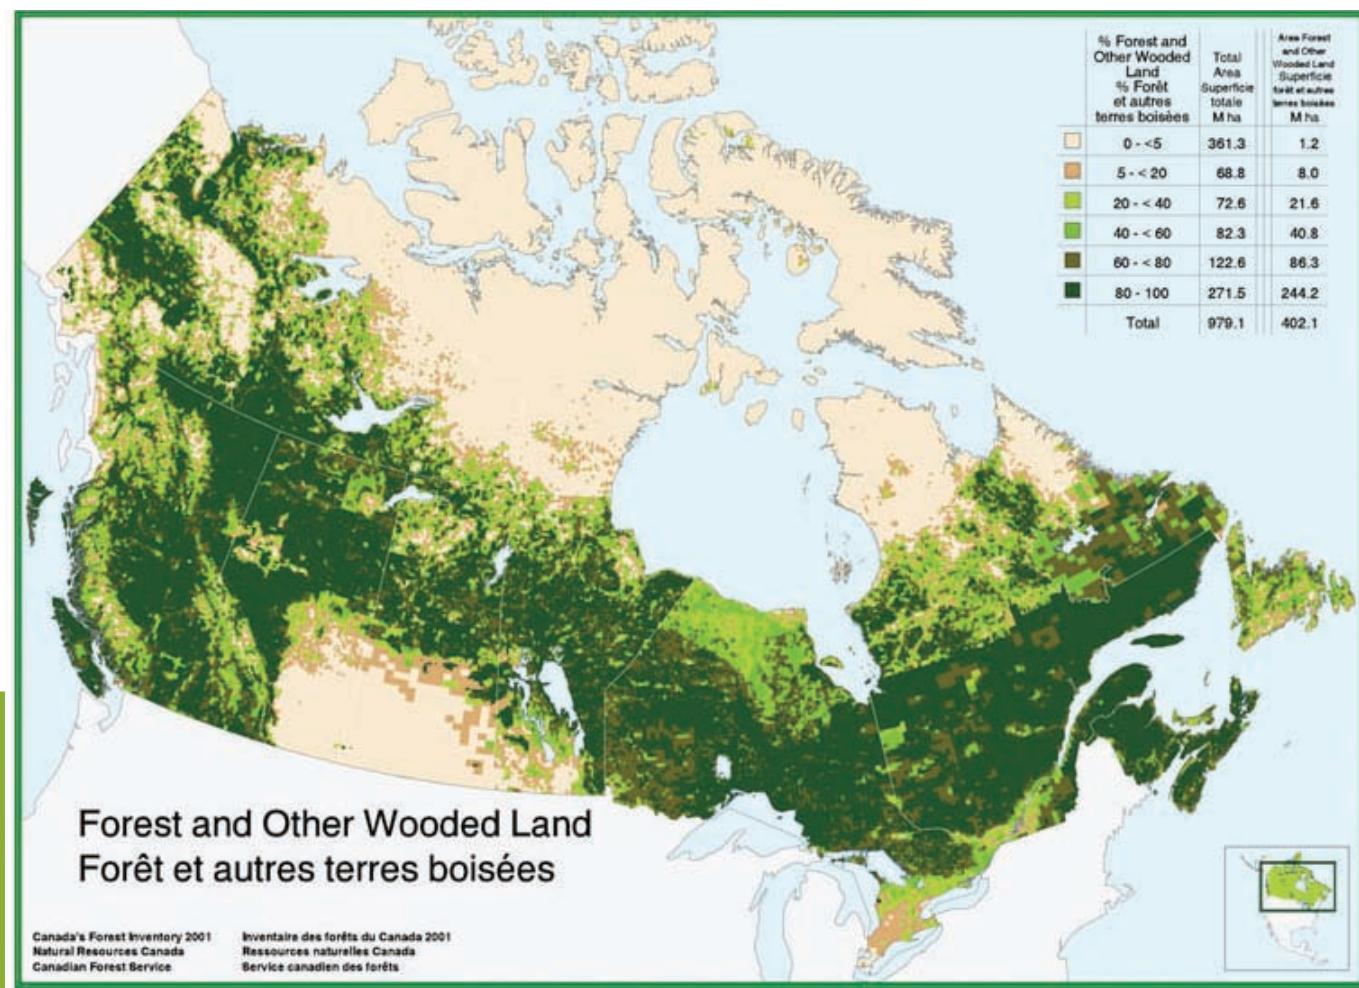 % Forest and
Other Wooded
Land
% Forêt
et autres
terres boisées
Total
Area
Superficie
totale
M ha
Area Forest
and Other
Wooded Land
Superficie
forêt et autres
terres boisées
M ha
0 - <5 361.3 1.2
5 - < 20 68.8 8.0
20 - < 40 72.6 21.6
40 - < 60 82.3 40.8
60 - < 80 122.6 86.3
80 - 100 271.5 244.2
Total 979.1 402.1
Forest and Other Wooded Land
Forêt et autres terres boisées
Canada's Forest Inventory 2001
Natural Resources Canada
Canadian Forest Service
Inventaire des forêts du Canada 2001
Ressources naturelles Canada
Service canadien des forêts